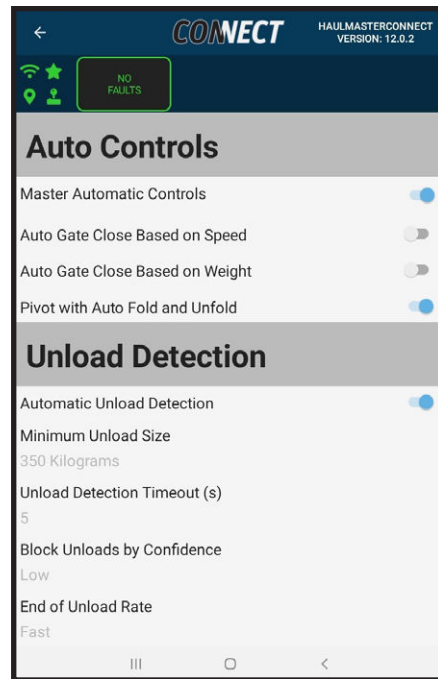 CONNECT
HAULMASTERCONNECT
VERSION: 12.0.2
NO
FAULTS
Auto Controls
Master Automatic Controls
Auto Gate Close Based on Speed
Auto Gate Close Based on Weight
Pivot with Auto Fold and Unfold
Unload Detection
Automatic Unload Detection
Minimum Unload Size
350 Kilograms
Unload Detection Timeout (s)
5
Block Unloads by Confidence
Low
End of Unload Rate
Fast